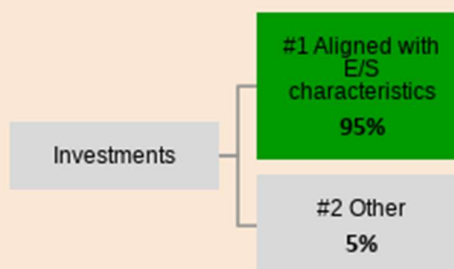 #1 Aligned with
E/S
characteristics
95%
Investments
#2 Other
5%